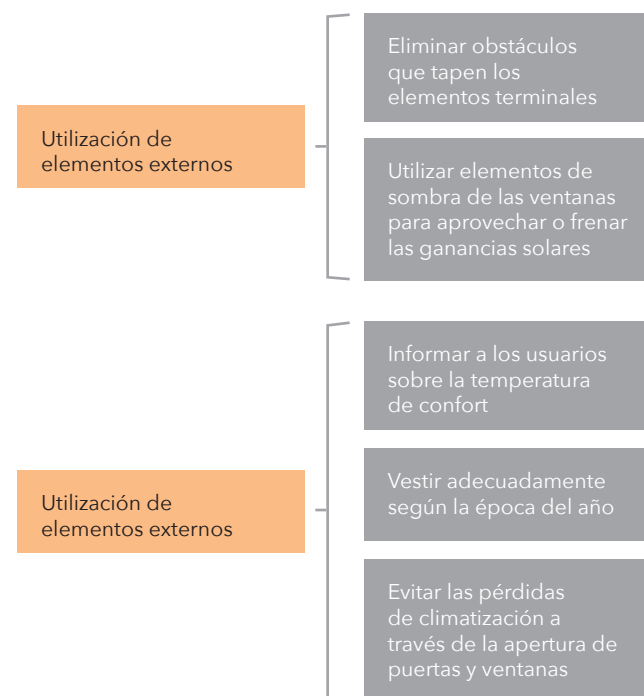 Utilización de
elementos externos
Eliminar obstáculos
que tapen los
elementos terminales
Utilizar elementos de
sombra de las ventanas
para aprovechar o frenar
las ganancias solares
Utilización de
elementos externos
Informar a los usuarios
sobre la temperatura
de confort
Vestir adecuadamente
según la época del año
Evitar las pérdidas
de climatización a
través de la apertura de
puertas y ventanas